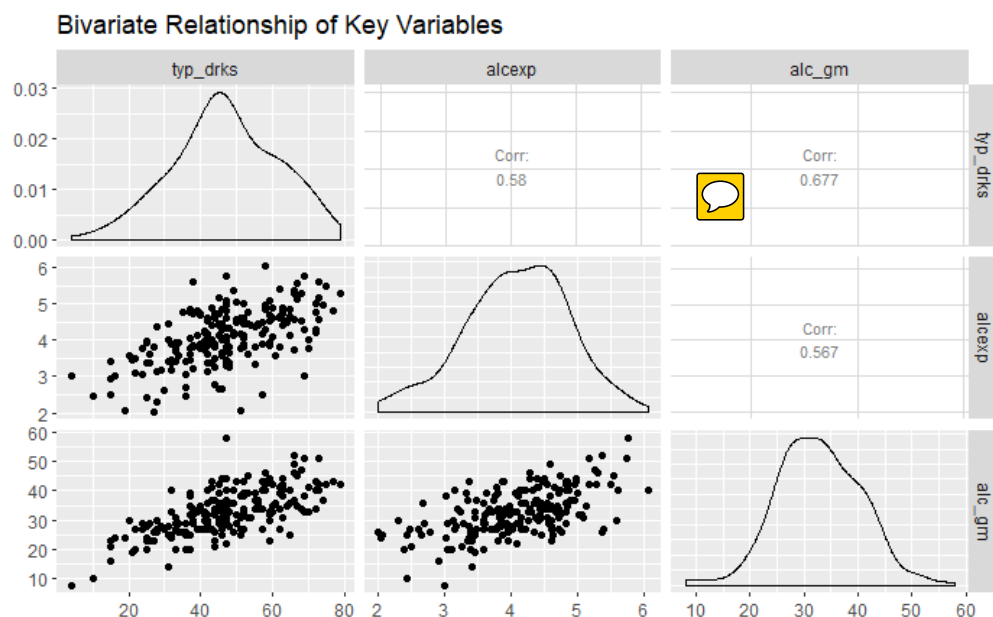 Bivariate Relationship of Key Variables
typ_drks
alcexp
alc_gm
0.03
0.02
0.01
0.00
Corr:
0.58
Corr:
0.677
typ_drks
6
5
4
3
2
Corr:
0.567
alcexp
60
50
40
30
20
10
alc_gm
20 40 60 80 2 3 4 5 6 10 20 30 40 50 60